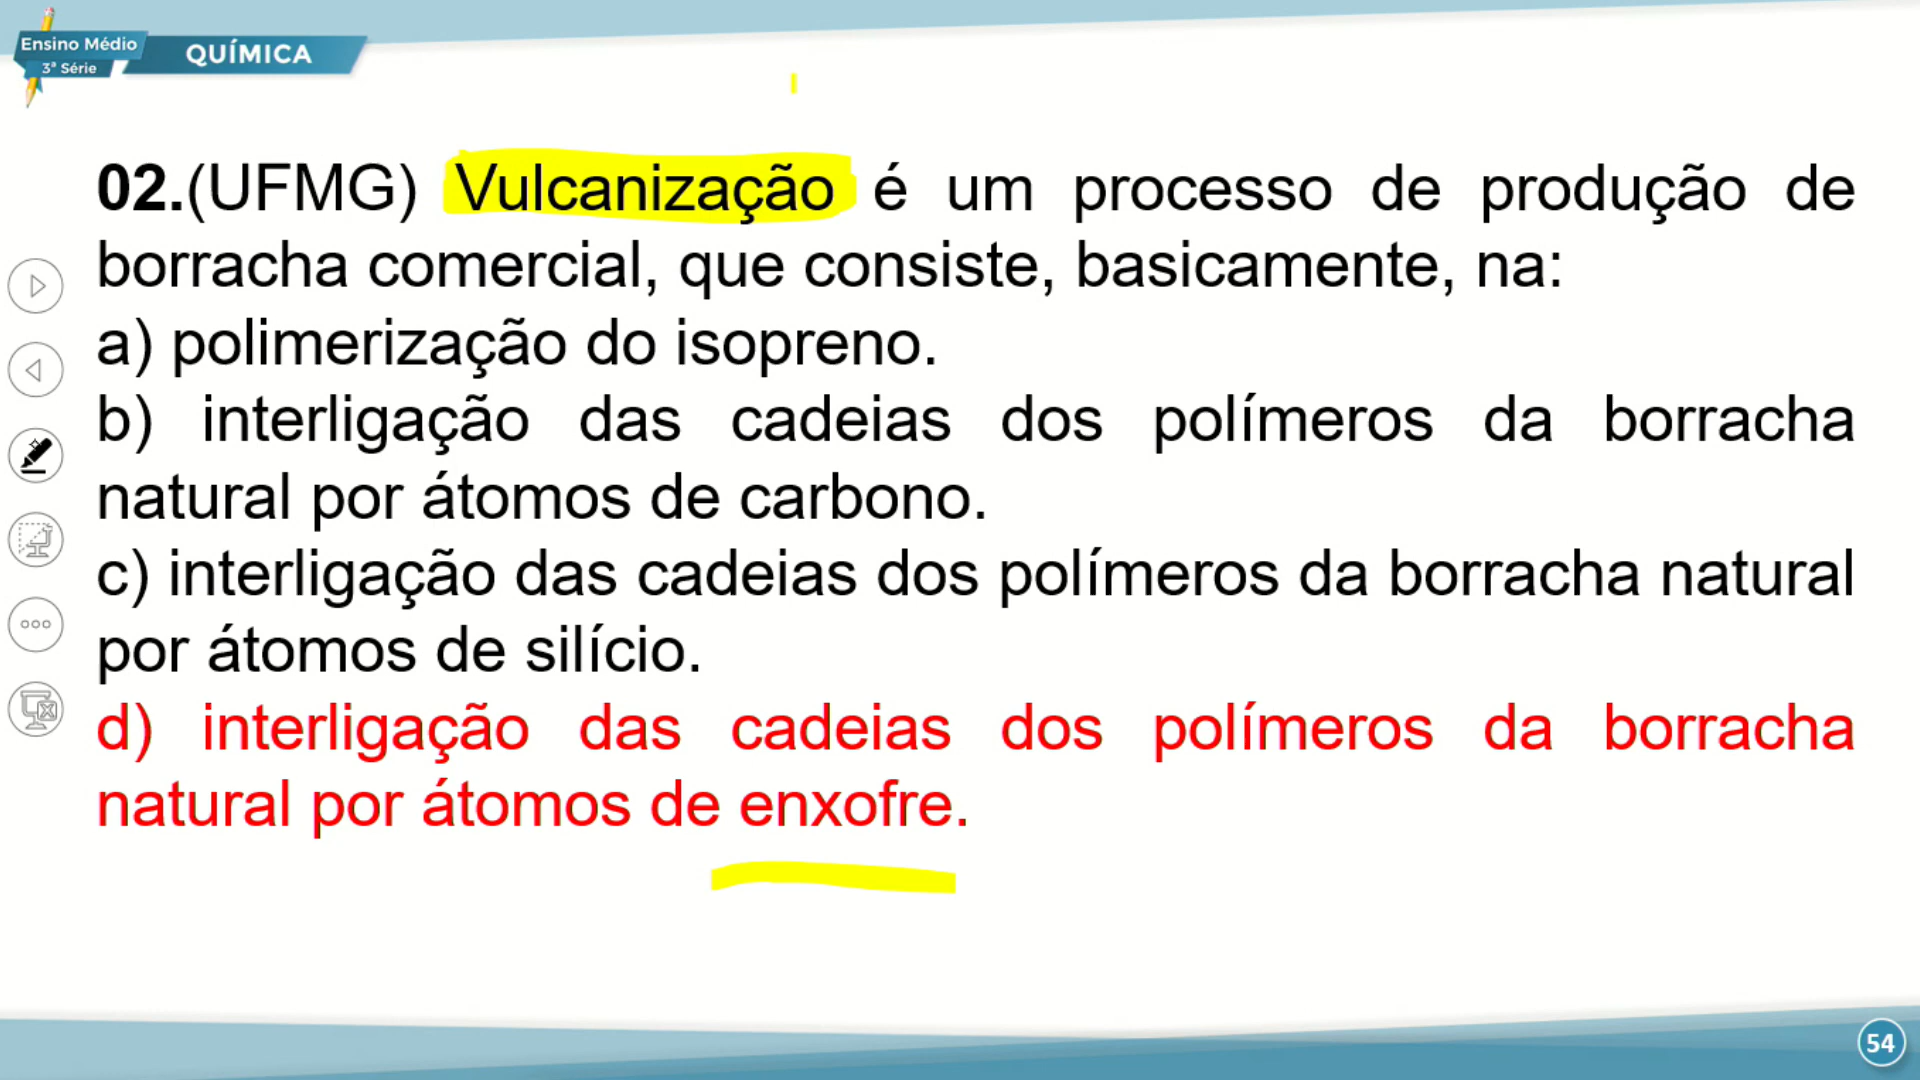 Ensino Médio
3ª Série
QUÍMICA
02.(UFMG) Vulcanização é um processo de produção de
borracha comercial, que consiste, basicamente, na:
a) polimerização do isopreno.
b) interligação das cadeias dos polímeros da borracha
natural por átomos de carbono.
c) interligação das cadeias dos polímeros da borracha natural
por átomos de silício.
d) interligação das cadeias dos polímeros da borracha
natural por átomos de enxofre.
54